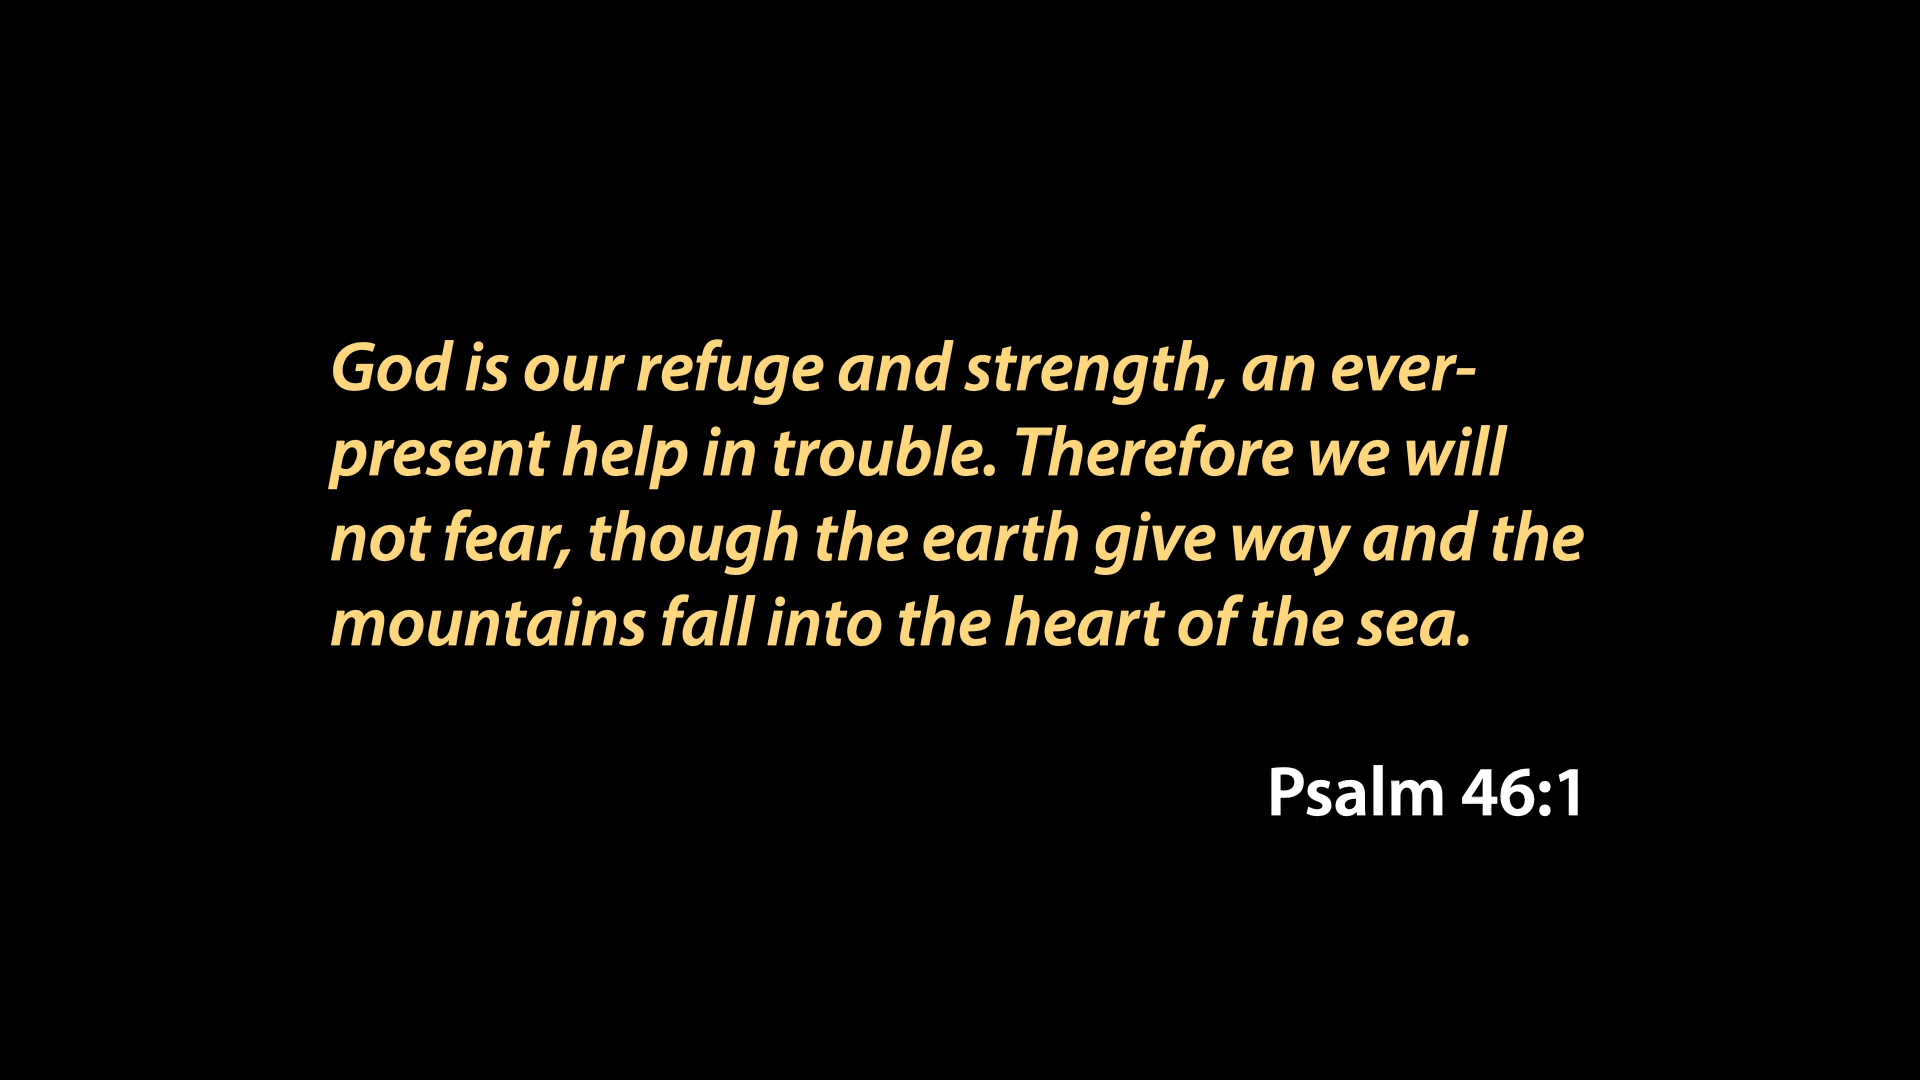 God is our refuge and strength, an ever-
present help in trouble. Therefore we will
not fear, though the earth give way and the
mountains fall into the heart of the sea.
Psalm 46:1